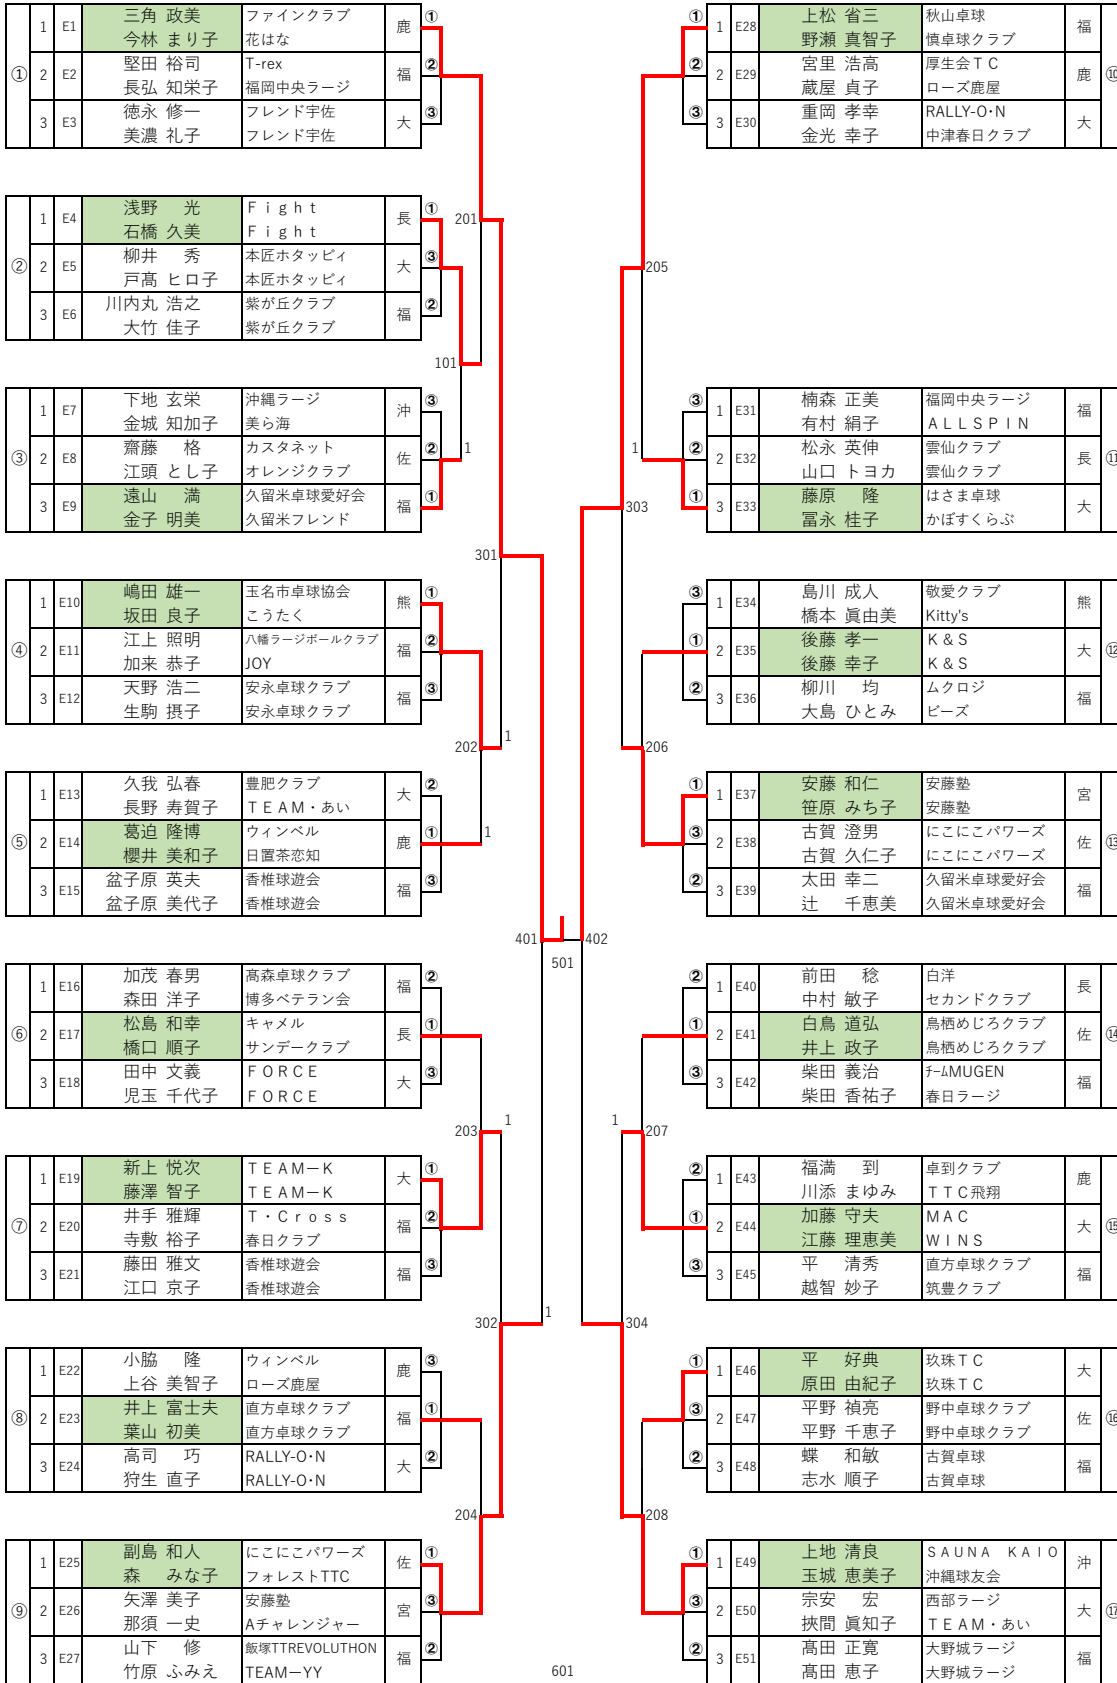 ① 1 E1 三角 政美 ファインクラブ 鹿 ①
今林 まり子 花はな
2 E2 堅田 裕司 T-rex 福 ②
長弘 知栄子 福岡中央ラージ
3 E3 徳永 修一 フレンド宇佐 大 ③
美濃 礼子 フレンド宇佐
② 1 E4 浅野 光 Fight 長 ①
石橋 久美 Fight
2 E5 柳井 秀 本匠ホタッピィ 大 ③
戸髙 ヒロ子 本匠ホタッピィ
3 E6 川内丸 浩之 紫が丘クラブ 福 ②
大竹 佳子 紫が丘クラブ
③ 1 E7 下地 玄栄 沖縄ラージ 沖 ③
金城 知加子 美ら海
2 E8 齋藤 格 カスタネット 佐 ②
江頭 とし子 オレンジクラブ
3 E9 遠山 満 久留米卓球愛好会 福 ①
金子 明美 久留米フレンド
④ 1 E10 嶋田 雄一 玉名市卓球協会 熊 ①
坂田 良子 こうたく
2 E11 江上 照明 八幡ラージボールクラブ 福 ②
加来 恭子 JOY
3 E12 天野 浩二 安永卓球クラブ 福 ③
生駒 摂子 安永卓球クラブ
⑤ 1 E13 久我 弘春 豊肥クラブ 大 ②
長野 寿賀子 TEAM・あい
2 E14 葛迫 隆博 ウィンベル 鹿 ①
櫻井 美和子 日置茶恋知
3 E15 盆子原 英夫 香椎球遊会 福 ③
盆子原 美代子 香椎球遊会
⑥ 1 E16 加茂 春男 高森卓球クラブ 福 ②
森田 洋子 博多ベテラン会
2 E17 松島 和幸 キャメル 長 ①
橋口 順子 サンデークラブ
3 E18 田中 文義 FORCE 大 ③
児玉 千代子 FORCE
⑦ 1 E19 新上 悦次 TEAM－K 大 ①
藤澤 智子 TEAM－K
2 E20 井手 雅輝 T・Cross 福 ②
寺敷 裕子 春日クラブ
3 E21 藤田 雅文 香椎球遊会 福 ③
江口 京子 香椎球遊会
⑧ 1 E22 小脇 隆 ウィンベル 鹿 ③
上谷 美智子 ローズ鹿屋
2 E23 井上 富士夫 直方卓球クラブ 福 ①
葉山 初美 直方卓球クラブ
3 E24 高司 巧 RALLY-O･N 大 ②
狩生 直子 RALLY-O･N
⑨ 1 E25 副島 和人 にこにこパワーズ 佐 ①
森 みな子 フォレストTTC
2 E26 矢澤 美子 安藤塾 宮 ③
那須 一史 Aチャレンジャー
3 E27 山下 修 飯塚TTREVOLUTHON 福 ②
竹原 ふみえ TEAM－YY
201
101
1
301
202
1
1
401
501
402
203
1
302
1
204
601
205
1
303
206
1
207
304
208
① 1 E28 上松 省三 秋山卓球 福 ⑩
野瀬 真智子 慎卓球クラブ
② 2 E29 宮里 浩高 厚生会TC 鹿
蔵屋 貞子 ローズ鹿屋
③ 3 E30 重岡 孝幸 RALLY-O･N 大
金光 幸子 中津春日クラブ
③ 1 E31 楠森 正美 福岡中央ラージ 福 ⑪
有村 絹子 ALLSPIN
② 2 E32 松永 英伸 雲仙クラブ 長
山口 トヨカ 雲仙クラブ
① 3 E33 藤原 隆 はさま卓球 大
冨永 桂子 かぼすくらぶ
③ 1 E34 島川 成人 敬愛クラブ 熊 ⑫
橋本 眞由美 Kitty's
① 2 E35 後藤 孝一 K＆S 大
後藤 幸子 K＆S
② 3 E36 柳川 均 ムクロジ 福
大島 ひとみ ビーズ
① 1 E37 安藤 和仁 安藤塾 宮 ⑬
笹原 みち子 安藤塾
③ 2 E38 古賀 澄男 にこにこパワーズ 佐
古賀 久仁子 にこにこパワーズ
② 3 E39 太田 幸二 久留米卓球愛好会 福
辻 千恵美 久留米卓球愛好会
② 1 E40 前田 稔 白洋 長 ⑭
中村 敏子 セカンドクラブ
① 2 E41 白鳥 道弘 鳥栖めじろクラブ 佐
井上 政子 鳥栖めじろクラブ
③ 3 E42 柴田 義治 ﾁｰﾑMUGEN 福
柴田 香祐子 春日ラージ
② 1 E43 福満 到 卓到クラブ 鹿 ⑮
川添 まゆみ TTC飛翔
① 2 E44 加藤 守夫 MAC 大
江藤 理恵美 WINS
③ 3 E45 平 清秀 直方卓球クラブ 福
越智 妙子 筑豊クラブ
① 1 E46 平 好典 玖珠TC 大 ⑯
原田 由紀子 玖珠TC
③ 2 E47 平野 禎亮 野中卓球クラブ 佐
平野 千恵子 野中卓球クラブ
② 3 E48 蝶 和敏 古賀卓球 福
志水 順子 古賀卓球
① 1 E49 上地 清良 SAUNA KAIO 沖 ⑰
玉城 恵美子 沖縄球友会
③ 2 E50 宗安 宏 西部ラージ 大
挾間 眞知子 TEAM・あい
② 3 E51 髙田 正寛 大野城ラージ 福
髙田 恵子 大野城ラージ